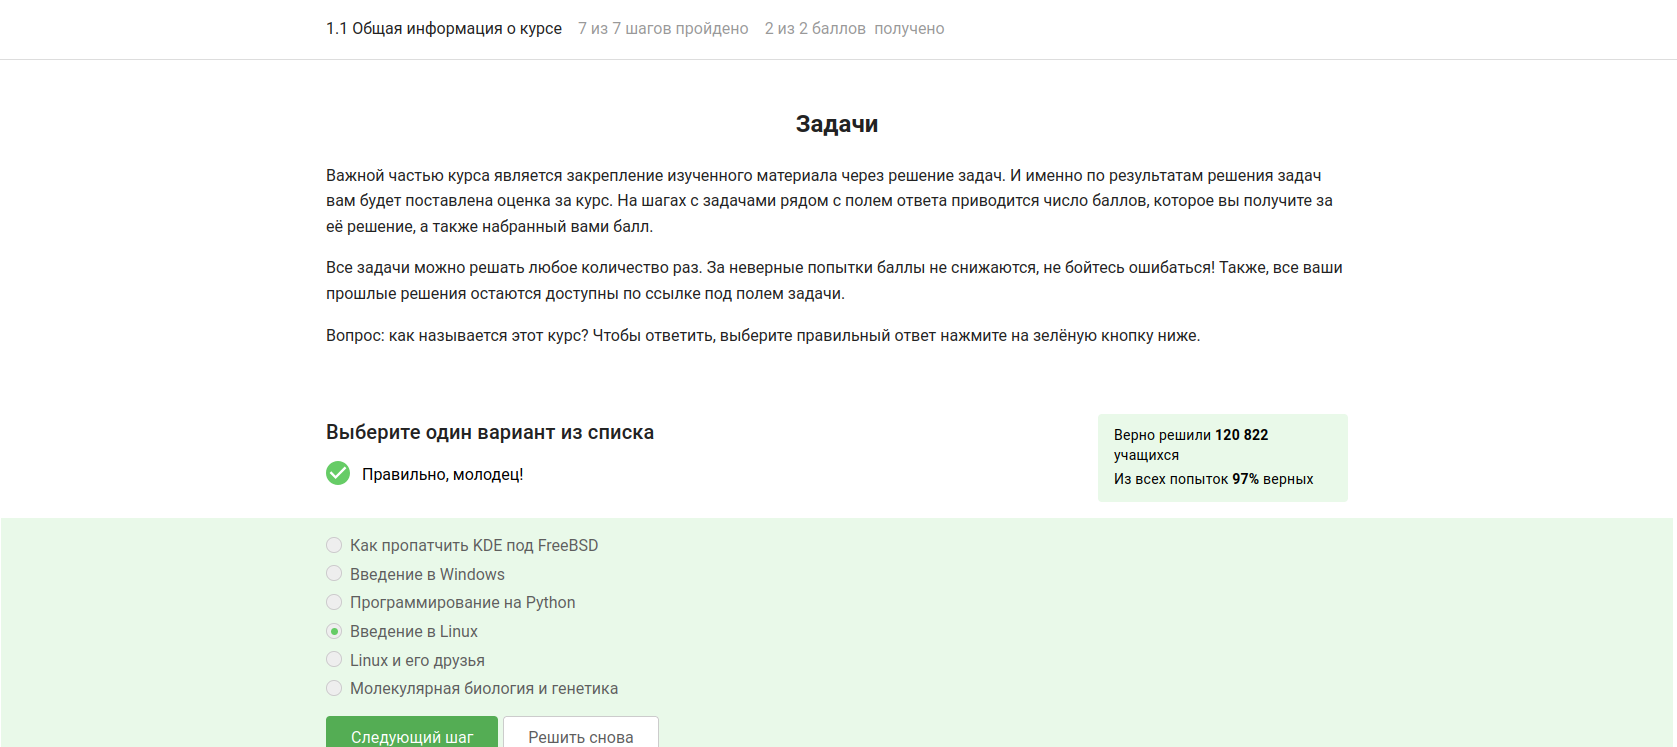 1.1 Общая информация о курсе 7 из 7 шагов пройдено 2 из 2 баллов получено
Задачи
Важной частью курса является закрепление изученного материала через решение задач. И именно по результатам решения задач
вам будет поставлена оценка за курс. На шагах с задачами рядом с полем ответа приводится число баллов, которое вы получите за
её решение, а также набранный вами балл.
Все задачи можно решать любое количество раз. За неверные попытки баллы не снижаются, не бойтесь ошибаться! Также, все ваши
прошлые решения остаются доступны по ссылке под полем задачи.
Вопрос: как называется этот курс? Чтобы ответить, выберите правильный ответ нажмите на зелёную кнопку ниже.
Выберите один вариант из списка
Правильно, молодец!
Верно решили 120 822
учащихся
Из всех попыток 97% верных
Как пропатчить KDE под FreeBSD
Введение в Windows
Программирование на Python
Введение в Linux
Linux и его друзья
Молекулярная биология и генетика
Следующий шаг Решить снова